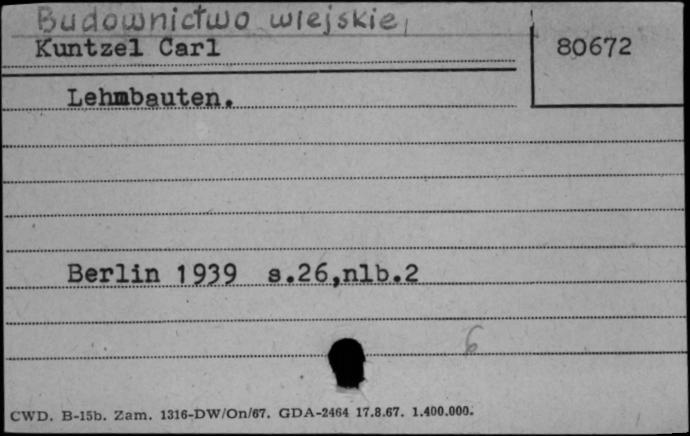 Budownictwo wiejskie,
Kuntzel Carl
80672
Lehmbauten.
Berlin 1939 s.26,nlb.2
6
CWD. B-15b. Zam. 1316-DW/On/67. GDA-2464 17.8.67. 1.400.000.